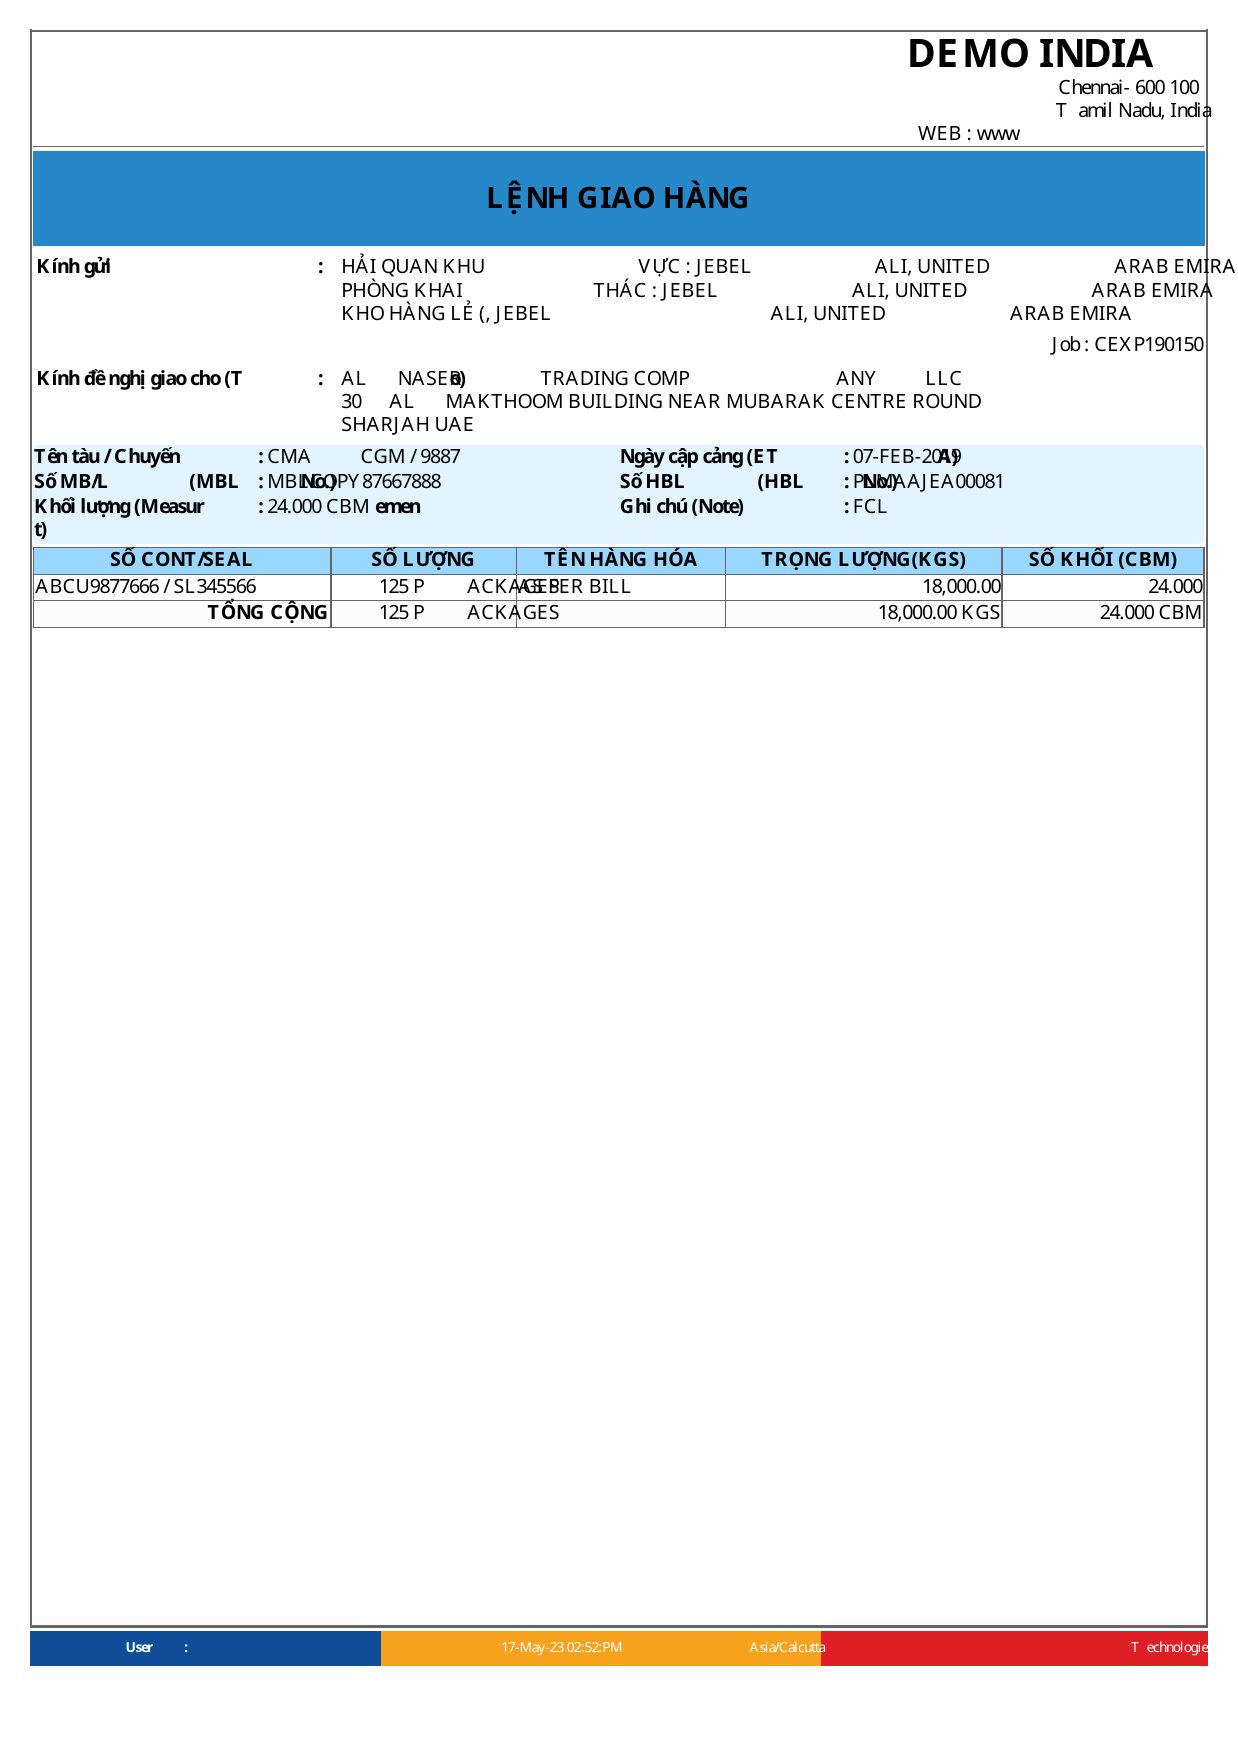 DEMO INDIA
Chennai- 600 100
Tamil Nadu, India
WEB : www
LỆNH GIAO HÀNG
Kính gửi : HẢI QUAN KHU VỰC : JEBEL ALI, UNITED ARAB EMIRA
PHÒNG KHAI THÁC : JEBEL ALI, UNITED ARAB EMIRA
KHO HÀNG LẺ (, JEBEL ALI, UNITED ARAB EMIRA
Job : CEXP190150
Kính đề nghị giao cho (To) : AL NASER TRADING COMPANY LLC
30 AL MAKTHOOM BUILDING NEAR MUBARAK CENTRE ROUND
SHARJAH UAE
Tên tàu / Chuyến : CMA CGM / 9887 Ngày cập cảng (ETA) : 07-FEB-2019
Số MB/L (MBL No.) : MBLCOPY87667888 Số HBL (HBL No.) : PLMAAJEA00081
Khối lượng (Measurement) : 24.000 CBM Ghi chú (Note) : FCL
SỐ CONT/SEAL SỐ LƯỢNG TÊN HÀNG HÓA TRỌNG LƯỢNG(KGS) SỐ KHỐI (CBM)
ABCU9877666 / SL345566 125 PACKAGES AS PER BILL 18,000.00 24.000
TỔNG CỘNG 125 PACKAGES 18,000.00 KGS 24.000 CBM
User : 17-May-23 02:52:PM Asia/Calcutta Technologie